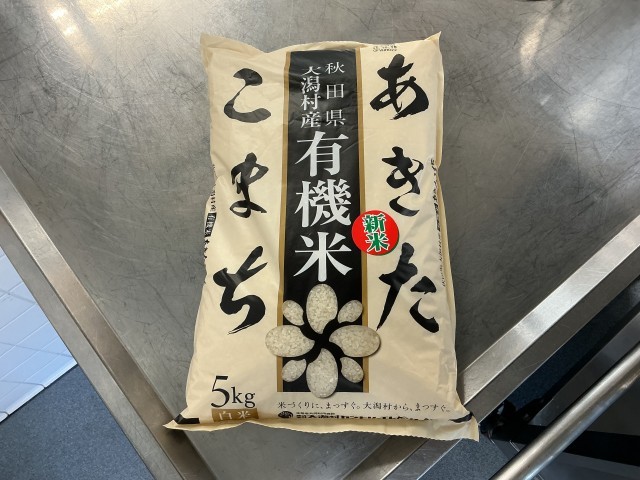 あきた
こまち
秋田県
大潟村産
有機米
新米
5kg
白米
米づくりに、まっすぐ。大潟村から、まっすぐ。